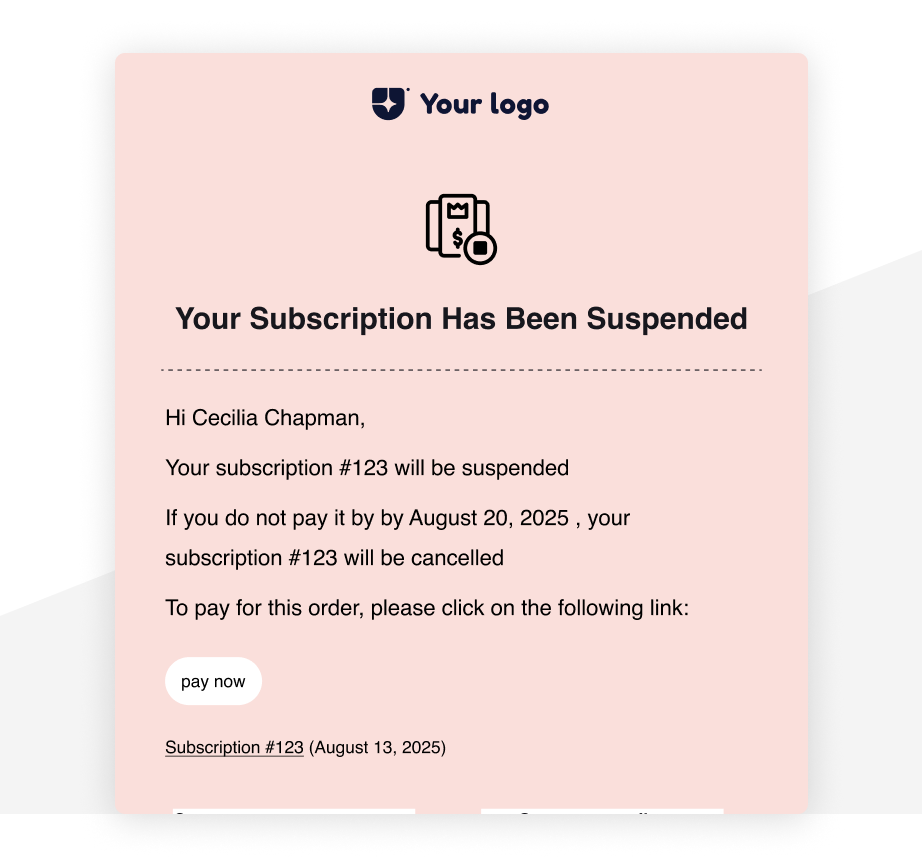 Your logo
Your Subscription Has Been Suspended
Hi Cecilia Chapman,
Your subscription #123 will be suspended
If you do not pay it by by August 20, 2025 , your
subscription #123 will be cancelled
To pay for this order, please click on the following link:
pay now
Subscription #123 (August 13, 2025)